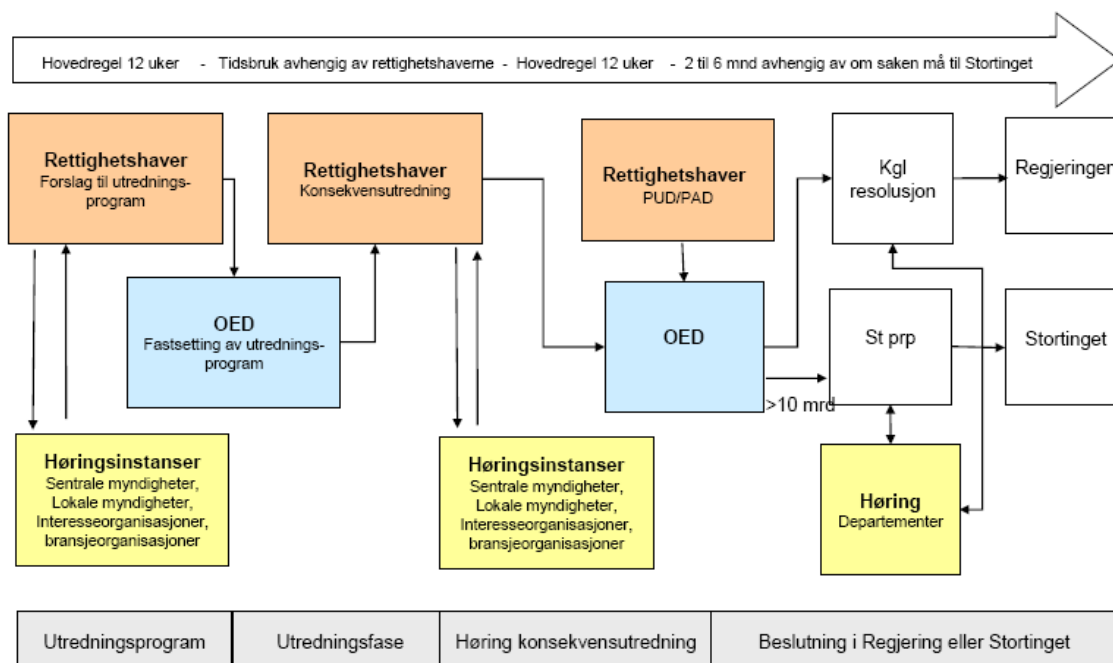 Hovedregel 12 uker - Tidsbruk avhengig av rettighetshaverne - Hovedregel 12 uker - 2 til 6 mnd avhengig av om saken må til Stortinget
Rettighetshaver
Forslag til utrednings-
program
Rettighetshaver
Konsekvensutredning
Rettighetshaver
PUD/PAD
Kgl
resolusjon
Regjeringen
OED
Fastsetting av utrednings-
program
OED
>10 mrd
St prp
Stortinget
Høringsinstanser
Sentrale myndigheter,
Lokale myndigheter,
Interesseorganisasjoner,
bransjeorganisasjoner
Høringsinstanser
Sentrale myndigheter,
Lokale myndigheter,
Interesseorganisasjoner,
bransjeorganisasjoner
Høring
Departementer
Utredningsprogram
Utredningsfase
Høring konsekvensutredning
Beslutning i Regjering eller Stortinget